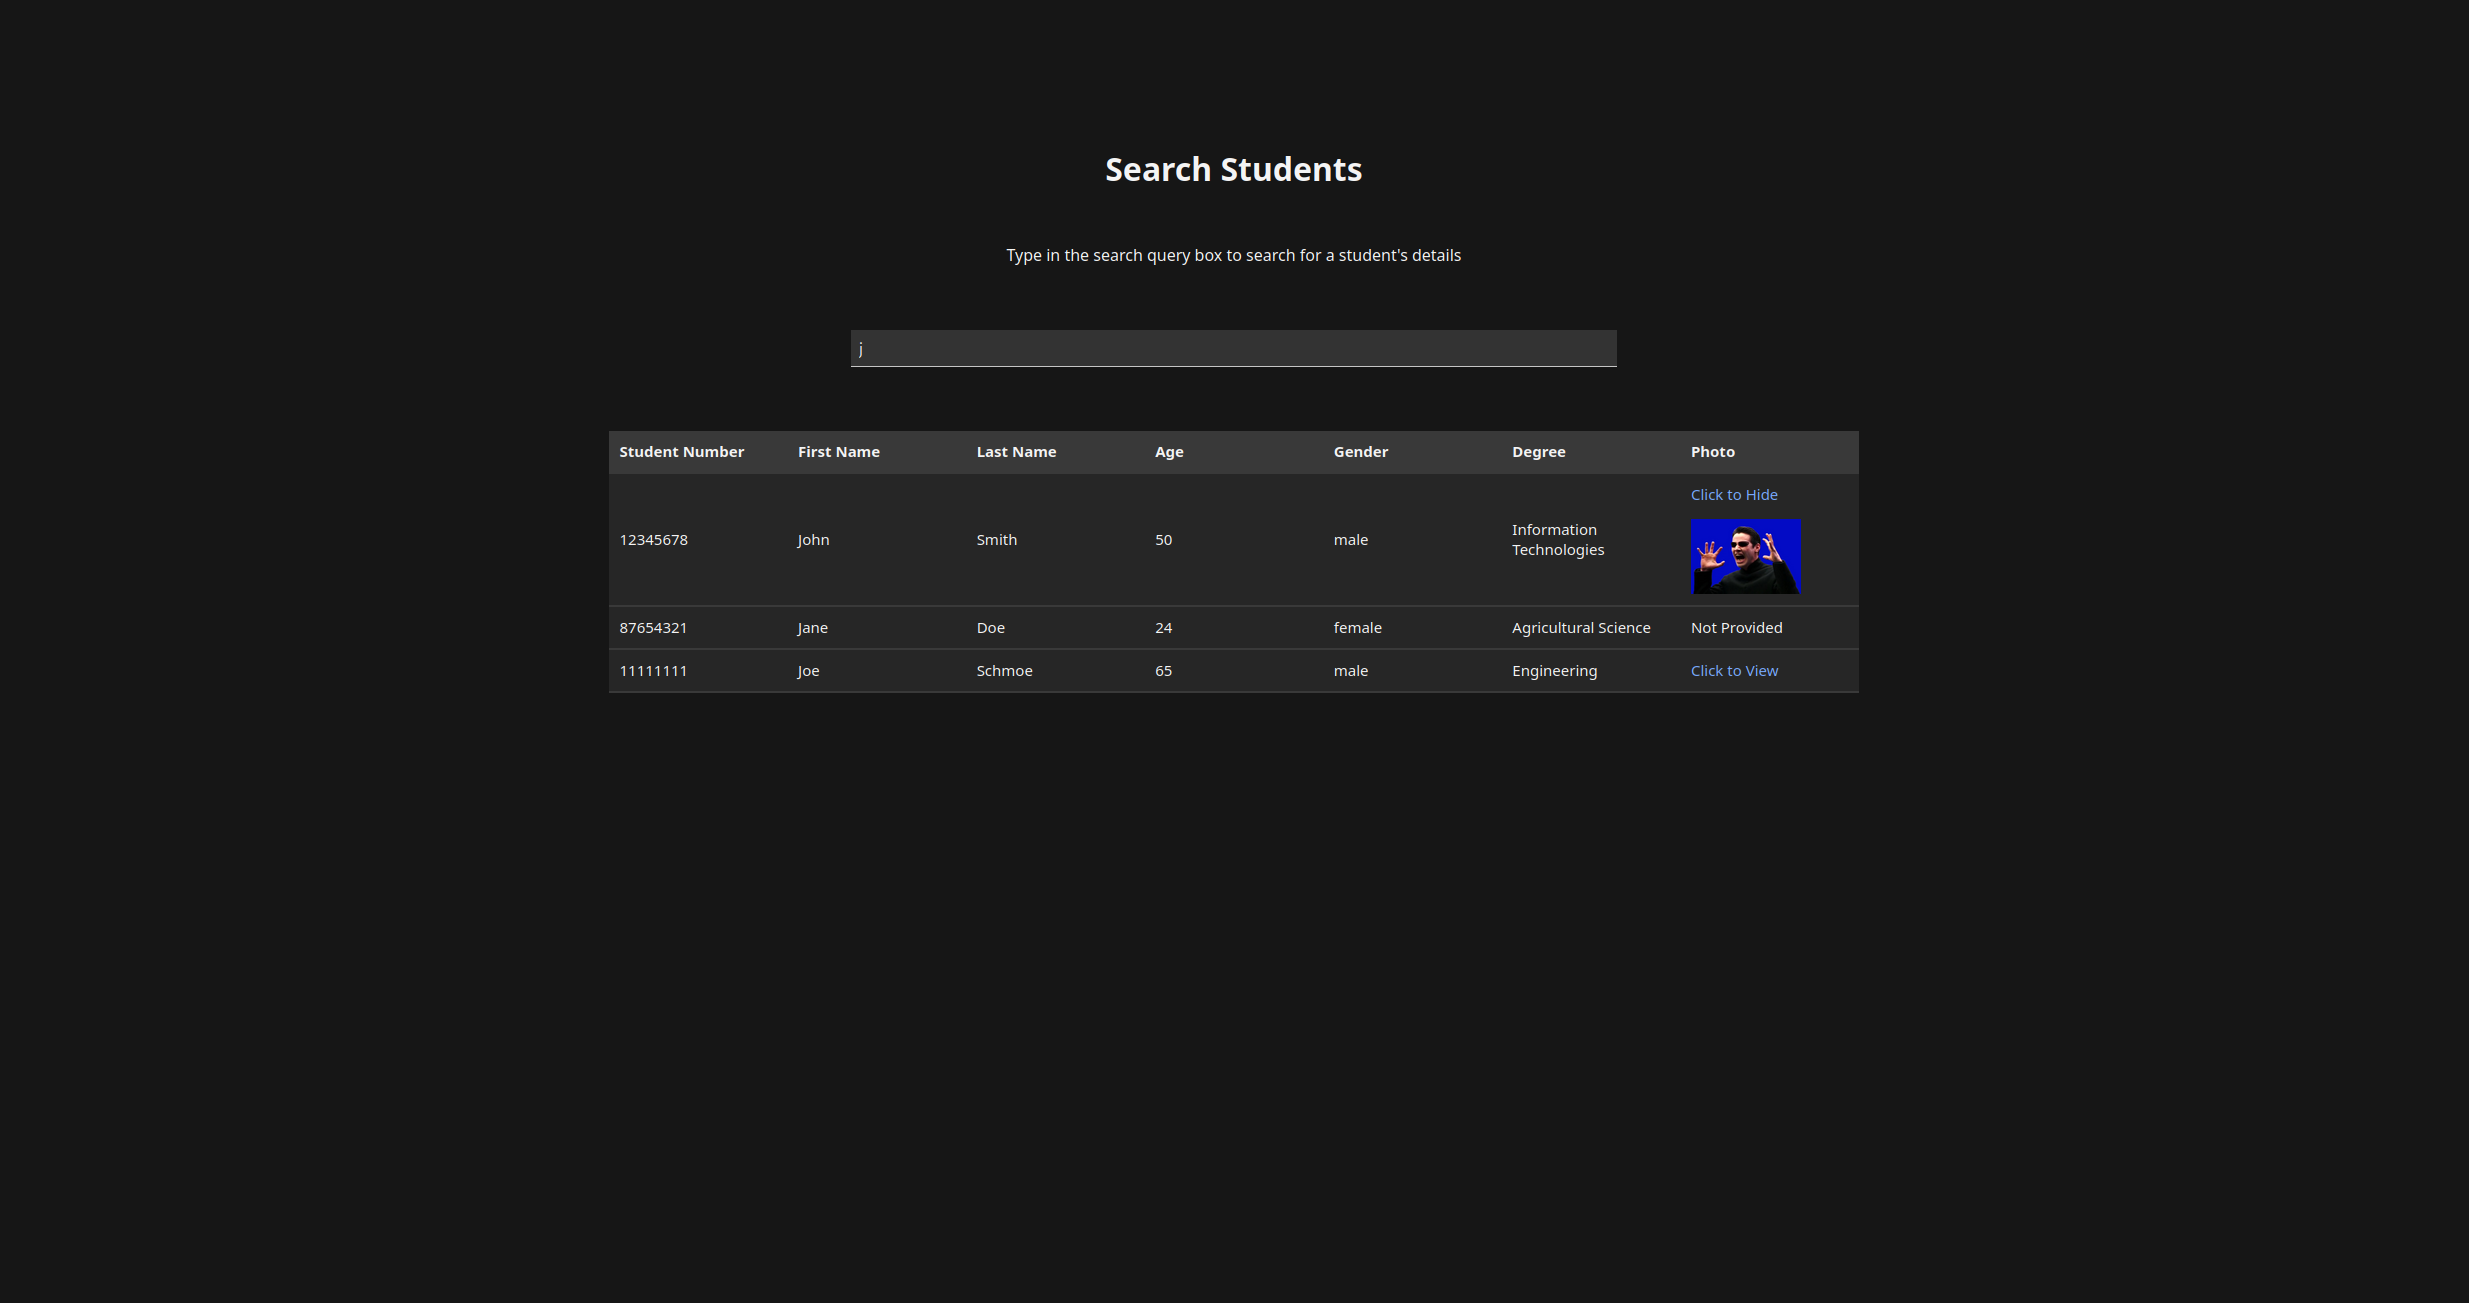 Search Students
Type in the search query box to search for a student's details
j
Student Number First Name Last Name Age Gender Degree Photo
Click to Hide
12345678 John Smith 50 male Information
Technologies
87654321 Jane Doe 24 female Agricultural Science Not Provided
11111111 Joe Schmoe 65 male Engineering Click to View